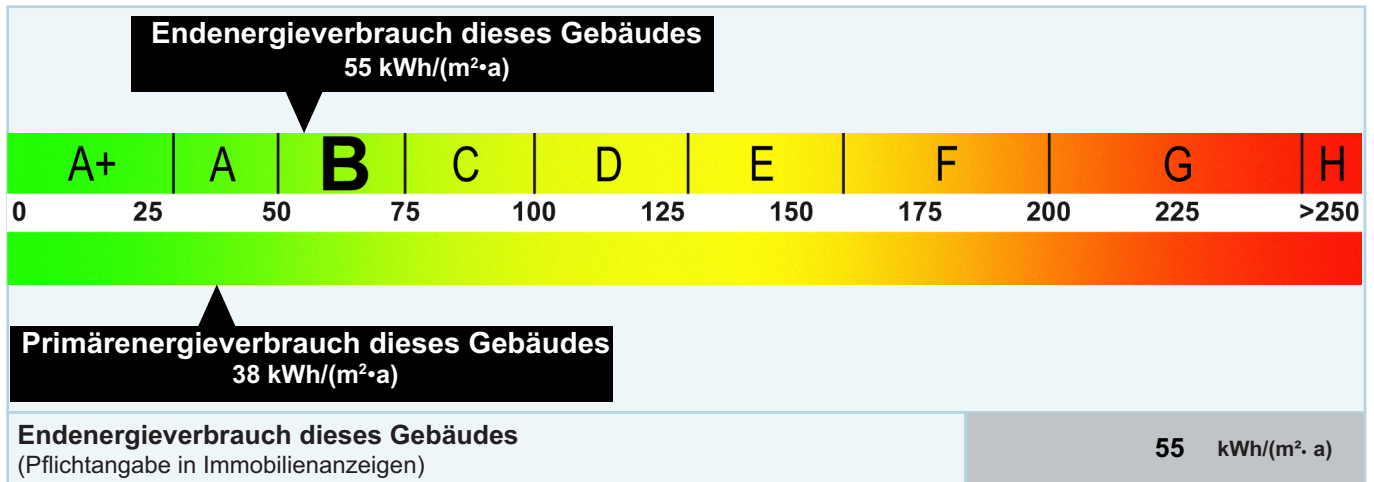 Endenergieverbrauch dieses Gebäudes
55 kWh/(m²•a)
A+ A B C D E F G H
0 25 50 75 100 125 150 175 200 225 >250
Primärenergieverbrauch dieses Gebäudes
38 kWh/(m²•a)
Endenergieverbrauch dieses Gebäudes
(Pflichtangabe in Immobilienanzeigen)
55 kWh/(m²· a)